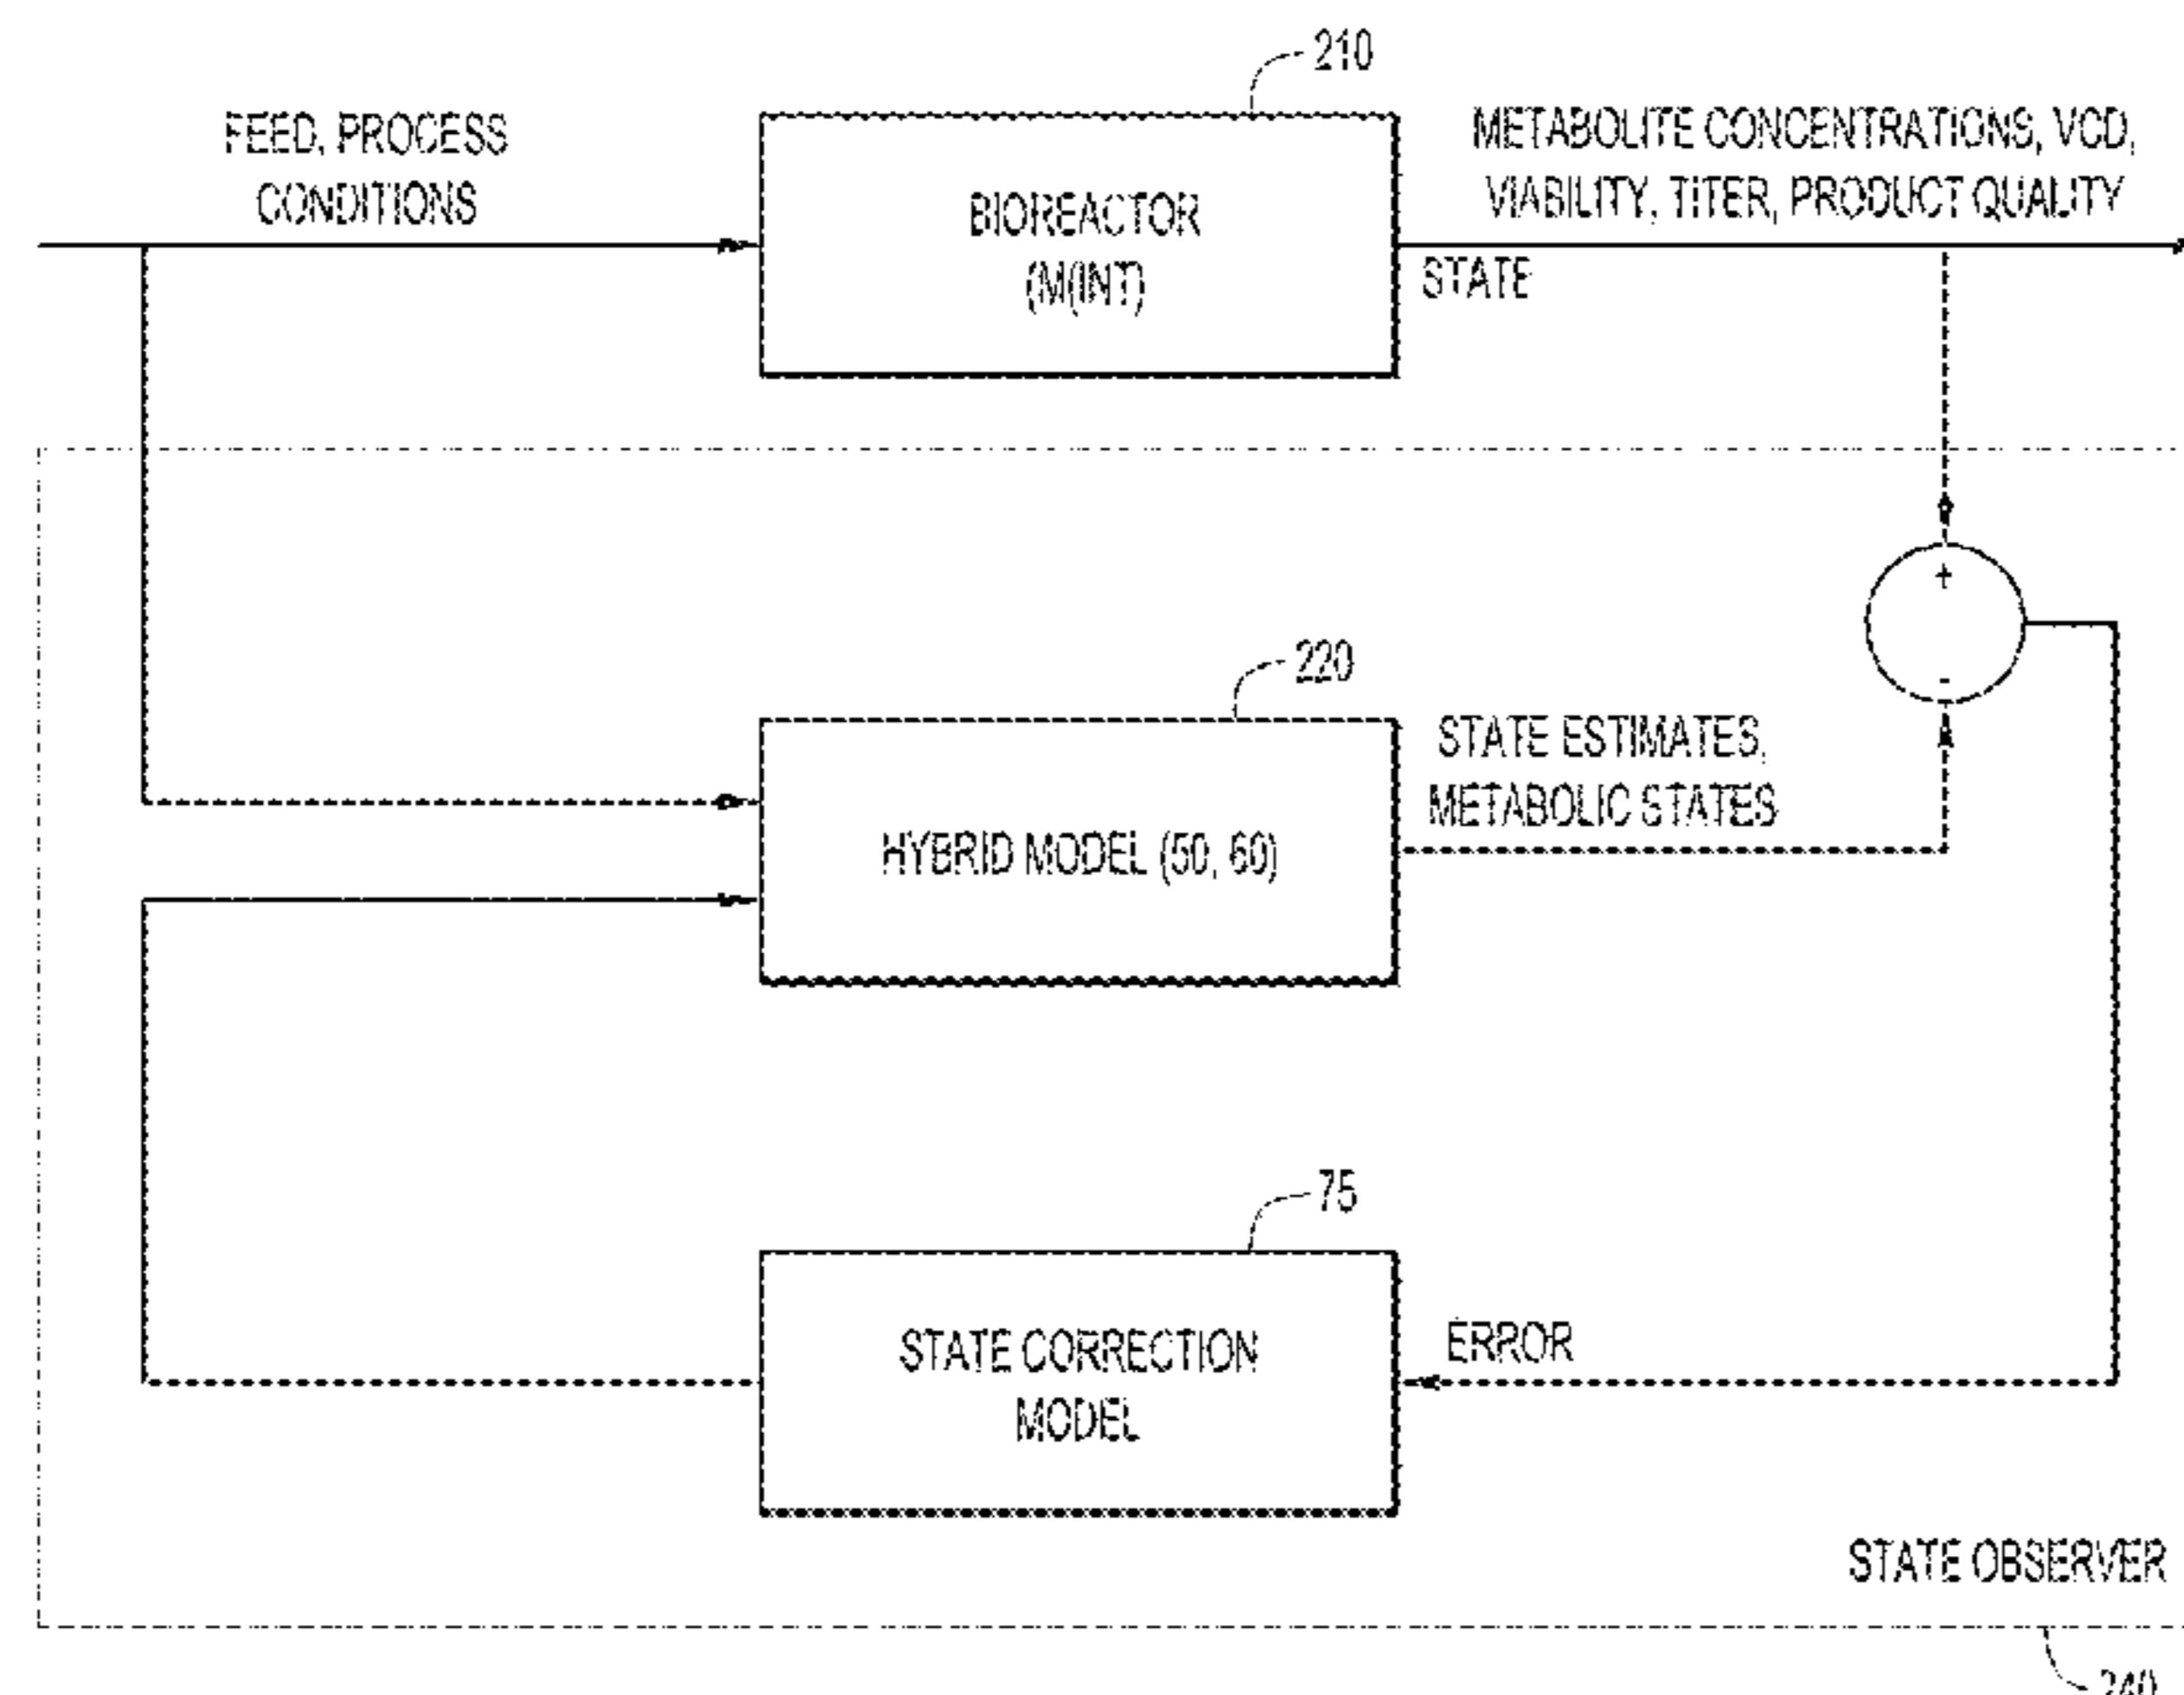 210
FEED, PROCESS
CONDITIONS
METABOLITE CONCENTRATIONS, VCD,
VIABILITY, TITER, PRODUCT QUALITY
BIOREACTOR
(M(INT)
STATE
+
-
220
STATE ESTIMATES,
METABOLIC STATES
HYBRID MODEL (50, 60)
75
STATE CORRECTION
MODEL
ERROR
STATE OBSERVER
240